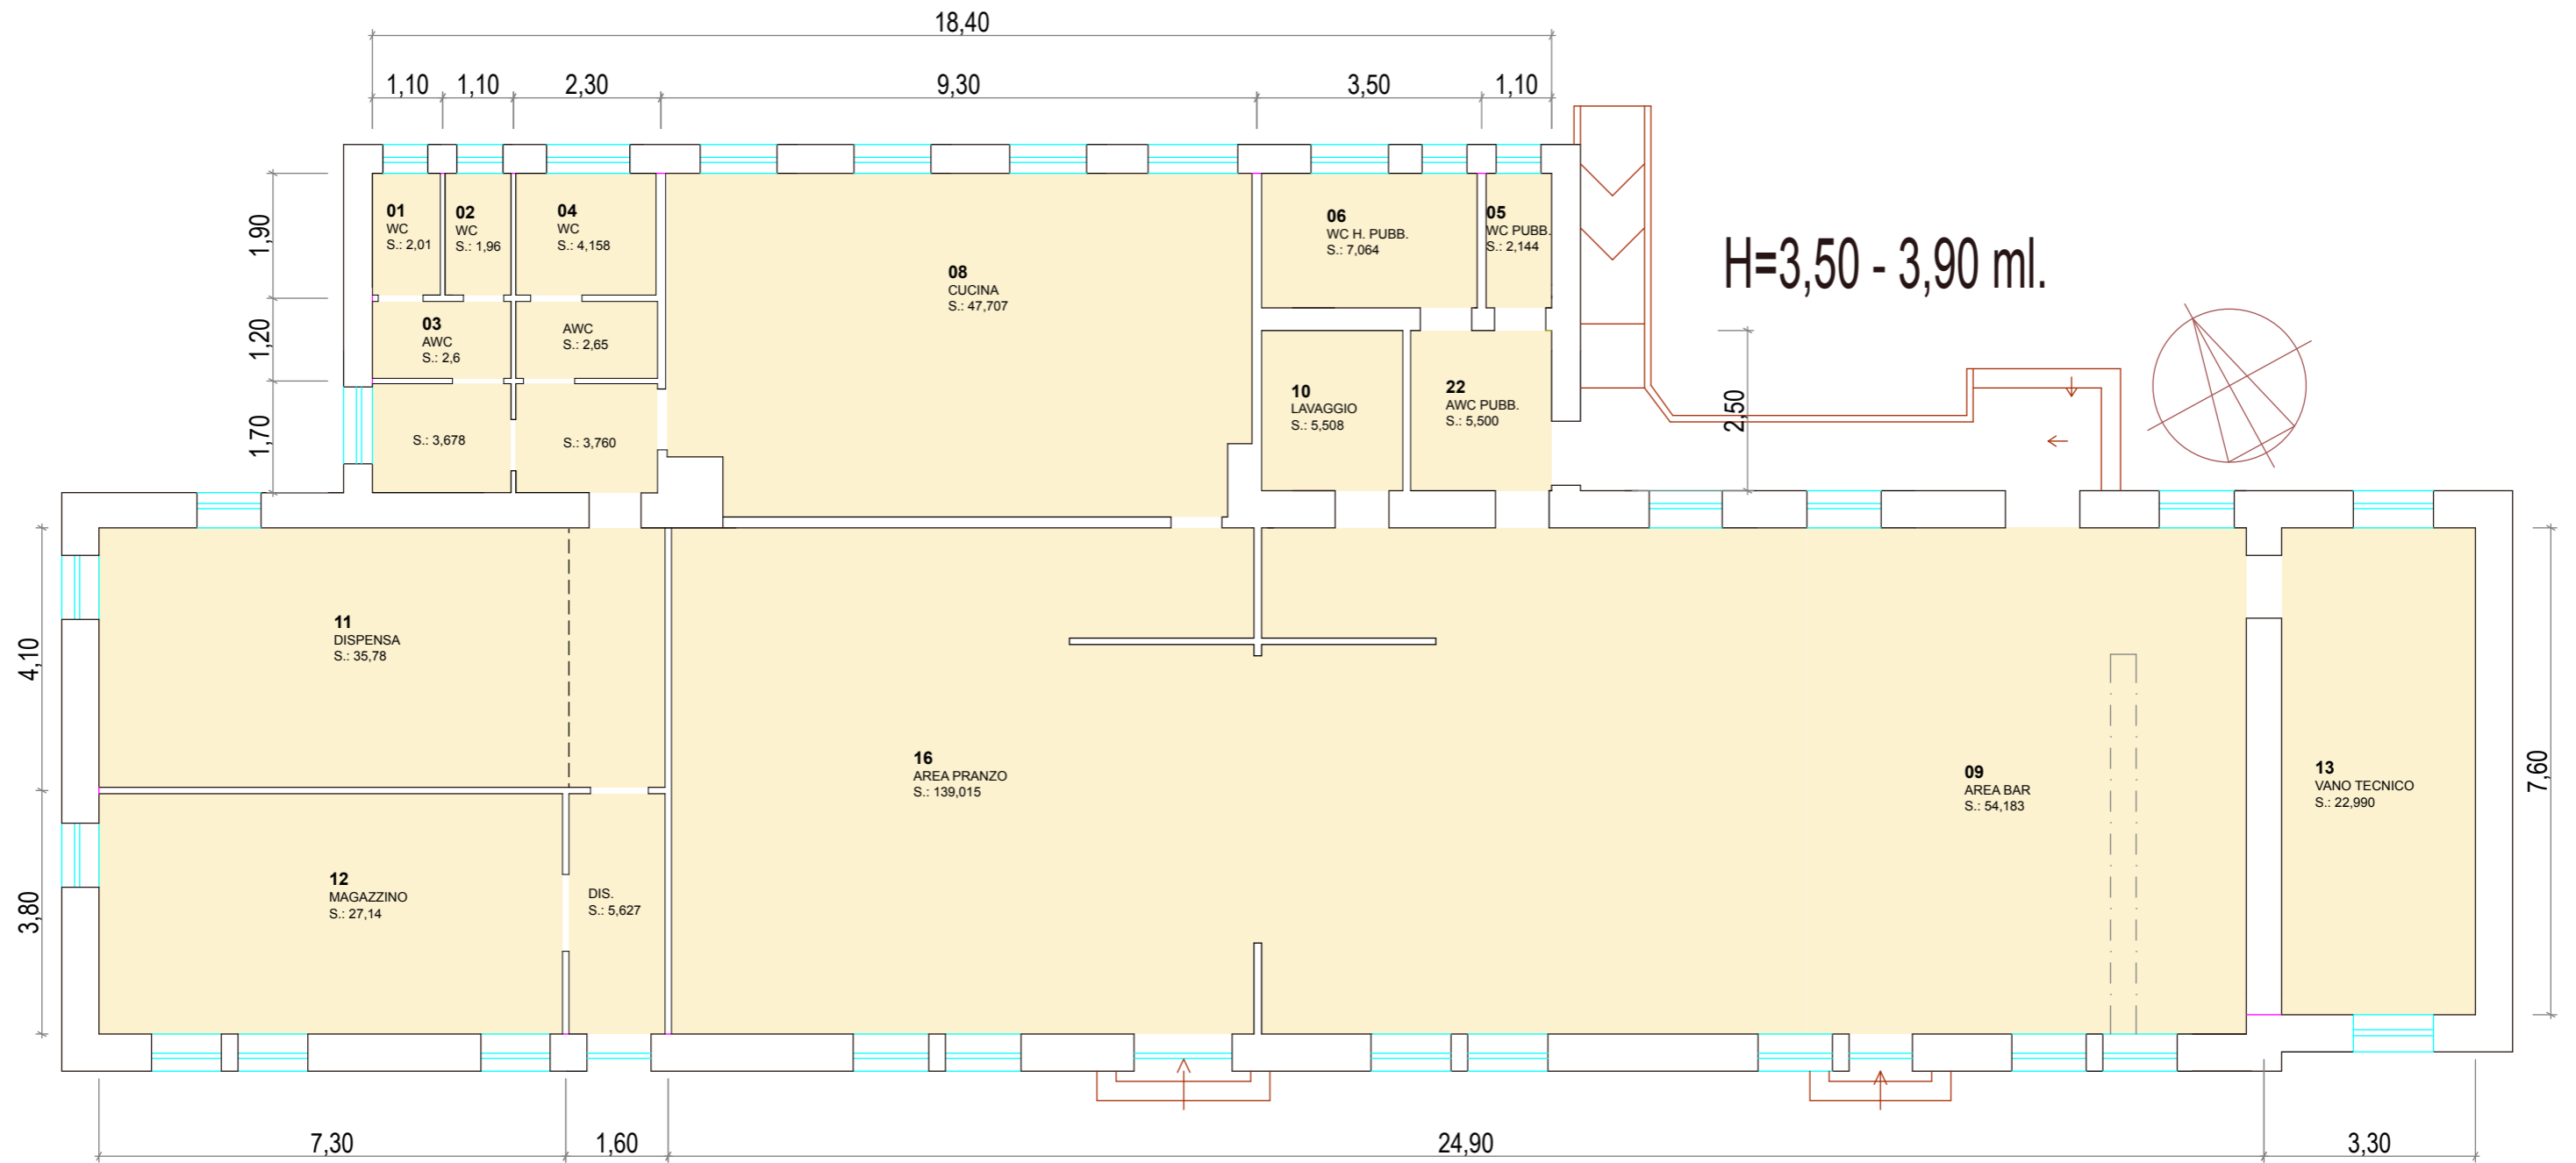 18,40
1,10
1,10
2,30
9,30
3,50
1,10
1,90
1,20
1,70
01
WC
S.: 2,01
02
WC
S.: 1,96
04
WC
S.: 4,158
03
AWC
S.: 2,6
AWC
S.: 2,65
S.: 3,678
S.: 3,760
08
CUCINA
S.: 47,707
06
WC H. PUBB.
S.: 7,064
05
WC PUBB.
S.: 2,144
10
LAVAGGIO
S.: 5,508
22
AWC PUBB.
S.: 5,500
H=3,50 - 3,90 ml.
2,50
4,10
3,80
11
DISPENSA
S.: 35,78
12
MAGAZZINO
S.: 27,14
DIS.
S.: 5,627
16
AREA PRANZO
S.: 139,015
09
AREA BAR
S.: 54,183
13
VANO TECNICO
S.: 22,990
7,60
7,30
1,60
24,90
3,30